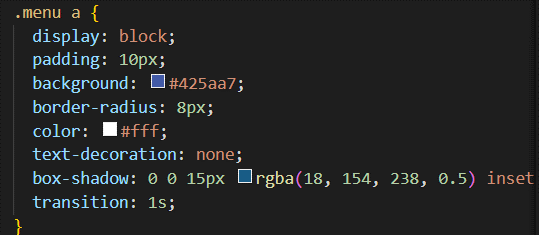 .menu a {
display: block;
padding: 10px;
background: #425aa7;
border-radius: 8px;
color: #fff;
text-decoration: none;
box-shadow: 0 0 15px rgba(18, 154, 238, 0.5) inset
transition: 1s;
}